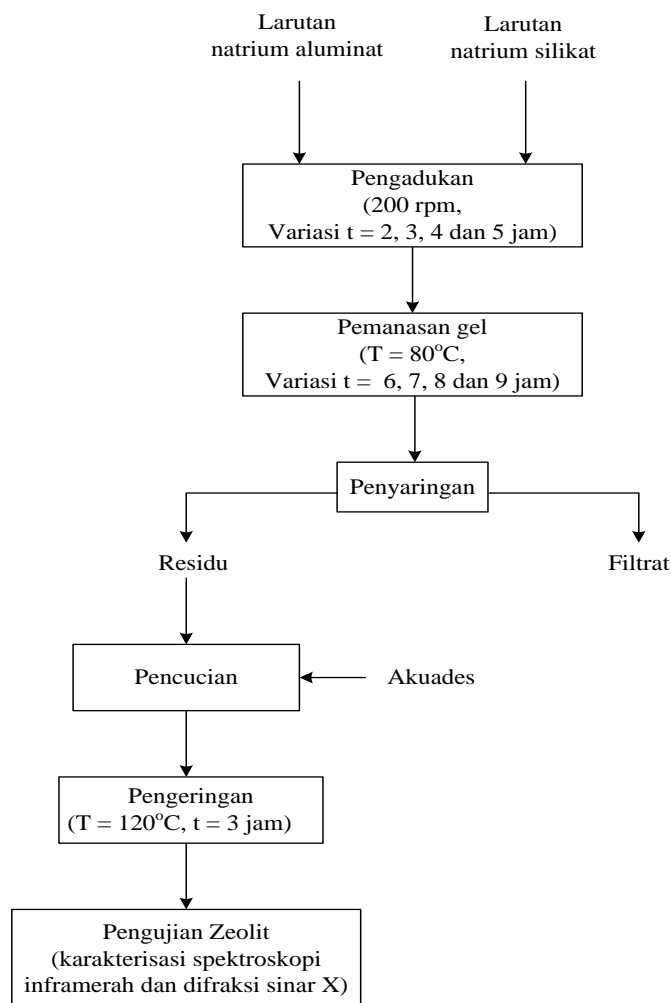 Larutan
natrium aluminat
Larutan
natrium silikat
Pengadukan
(200 rpm,
Variasi t = 2, 3, 4 dan 5 jam)
Pemanasan gel
(T = 80°C,
Variasi t =  6, 7, 8 dan 9 jam)
Penyaringan
Residu
Filtrat
Pencucian
Akuades
Pengeringan
(T = 120°C, t = 3 jam)
Pengujian Zeolit
(karakterisasi spektroskopi
inframerah dan difraksi sinar X)